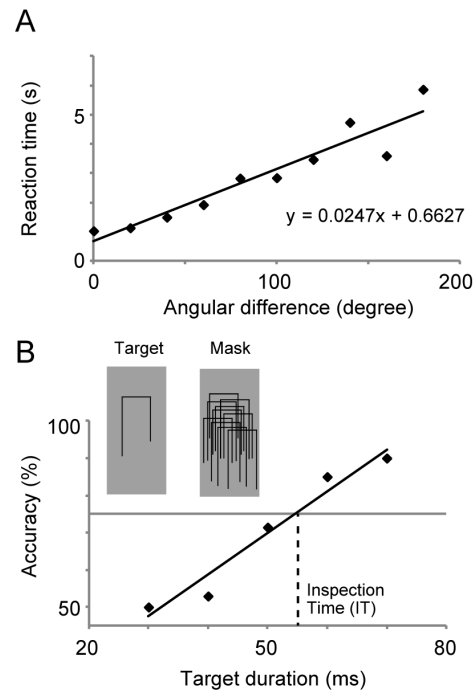 A
Reaction time (s)
5
0
y = 0.0247x + 0.6627
0 100 200
Angular difference (degree)
B
Target Mask
100
Accuracy (%)
50
Inspection
Time (IT)
20 50 80
Target duration (ms)